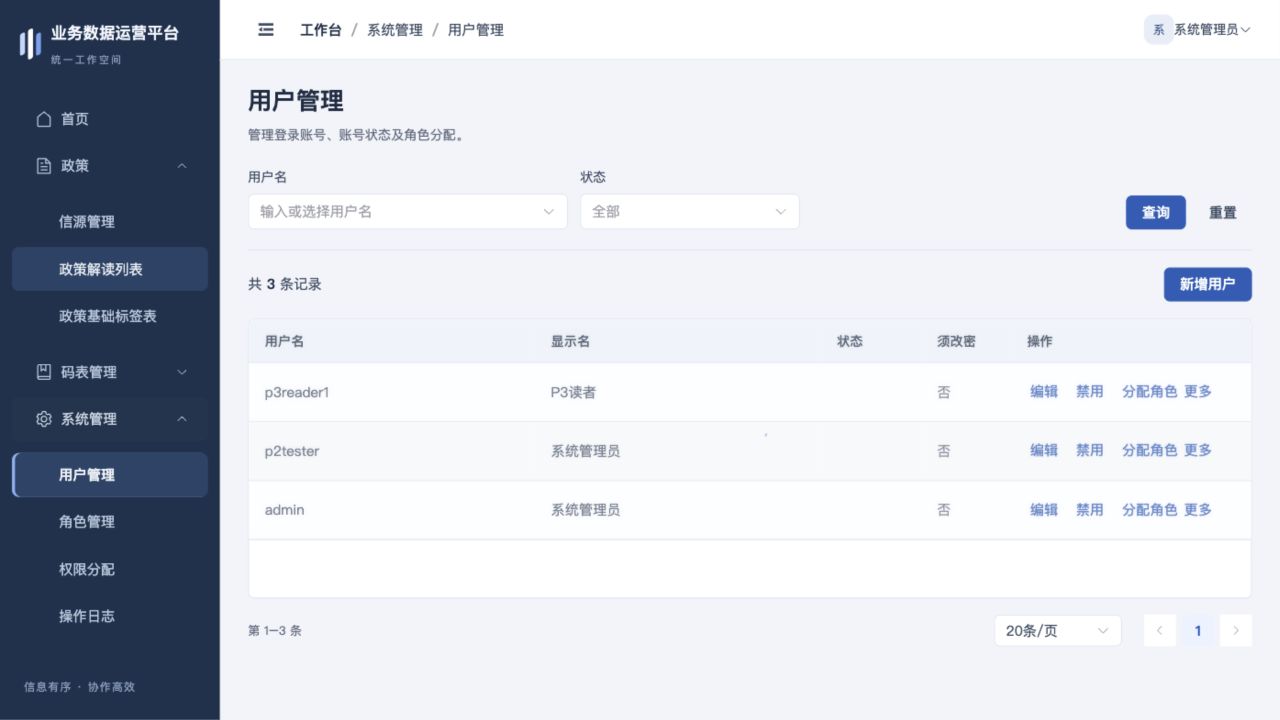 业务数据运营平台
统一工作空间
首页
政策
信源管理
政策解读列表
政策基础标签表
码表管理
系统管理
用户管理
角色管理
权限分配
操作日志
信息有序 · 协作高效
工作台 / 系统管理 / 用户管理
系 系统管理员
用户管理
管理登录账号、账号状态及角色分配。
用户名 状态
输入或选择用户名 全部 查询 重置
共 3 条记录 新增用户
用户名 显示名 状态 须改密 操作
p3reader1 P3读者 否 编辑 禁用 分配角色 更多
p2tester 系统管理员 否 编辑 禁用 分配角色 更多
admin 系统管理员 否 编辑 禁用 分配角色 更多
第 1–3 条 20条/页 1